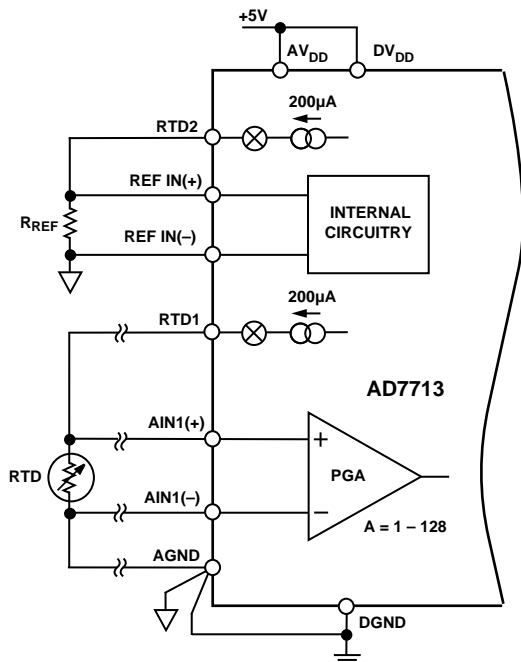 +5V
AVDD
DVDD
200µA
RTD2
REF IN(+)
INTERNAL
CIRCUITRY
RREF
REF IN(–)
200µA
RTD1
AD7713
AIN1(+)
+
RTD
PGA
AIN1(–)
–
A = 1 – 128
AGND
DGND